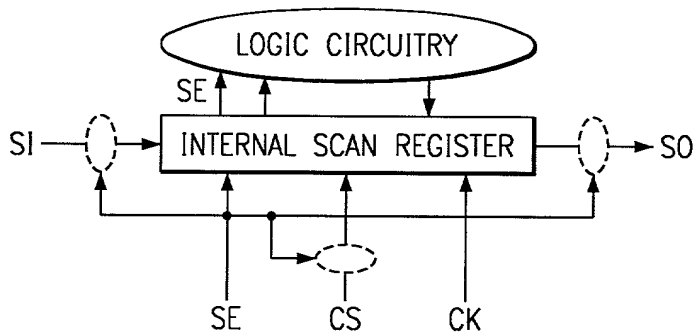 LOGIC CIRCUITRY
SE
SI
INTERNAL SCAN REGISTER
SO
SE
CS
CK